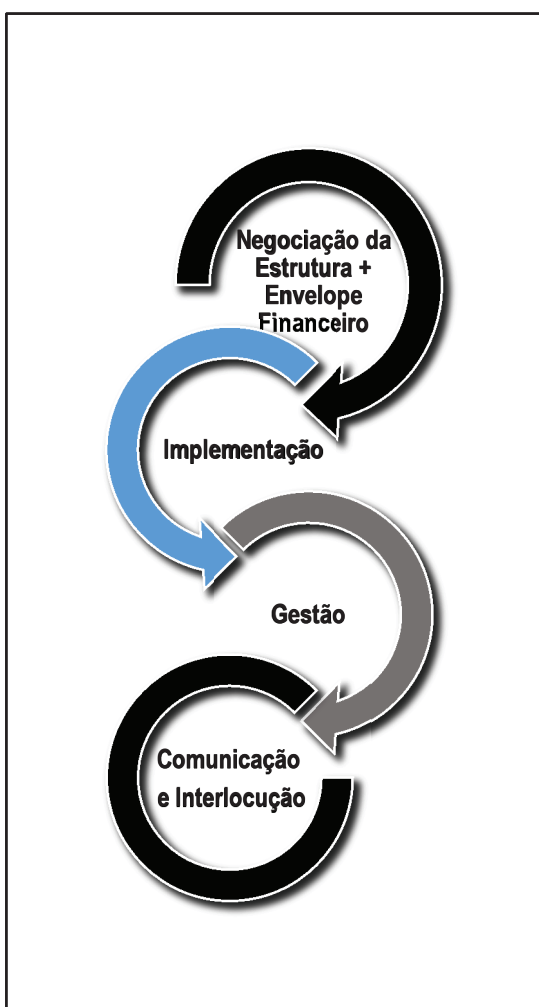 Negociação da
Estrutura +
Envelope
Financeiro
Implementação
Gestão
Comunicação
e Interlocução